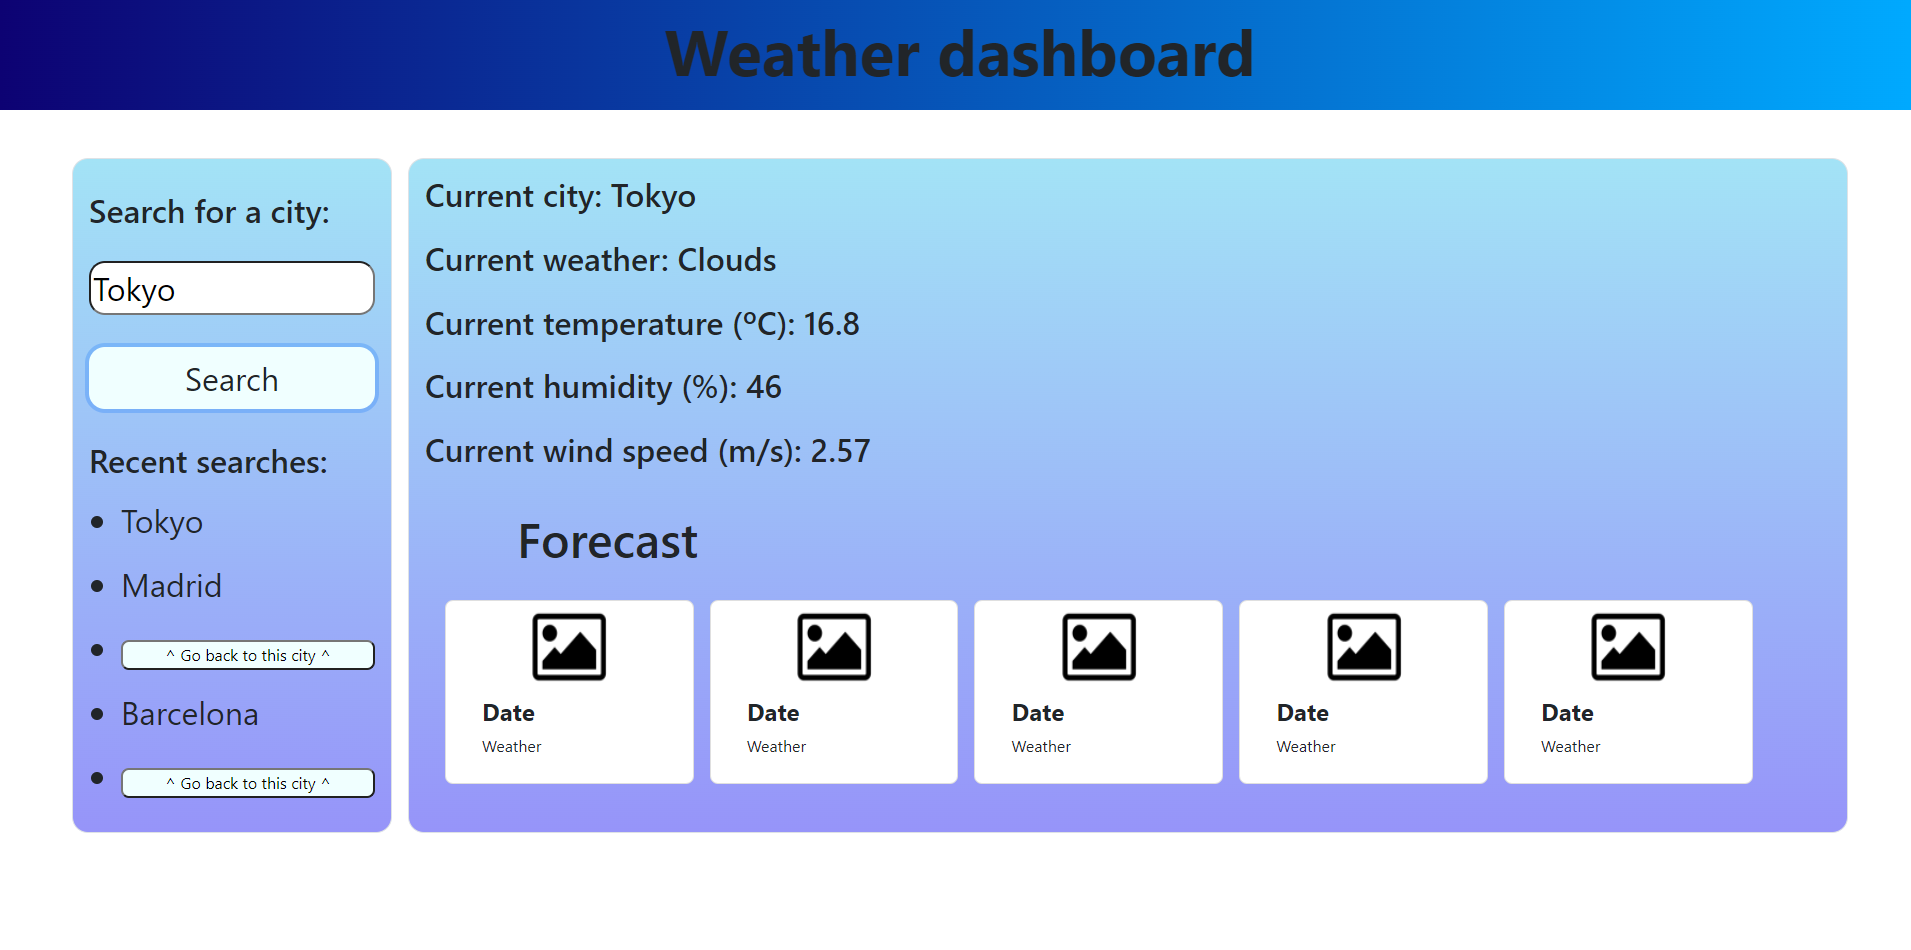 Weather dashboard
Search for a city:
Tokyo
Search
Recent searches:
Tokyo
Madrid
^ Go back to this city ^
Barcelona
^ Go back to this city ^
Current city: Tokyo
Current weather: Clouds
Current temperature (ºC): 16.8
Current humidity (%): 46
Current wind speed (m/s): 2.57
Forecast
Date
Weather
Date
Weather
Date
Weather
Date
Weather
Date
Weather